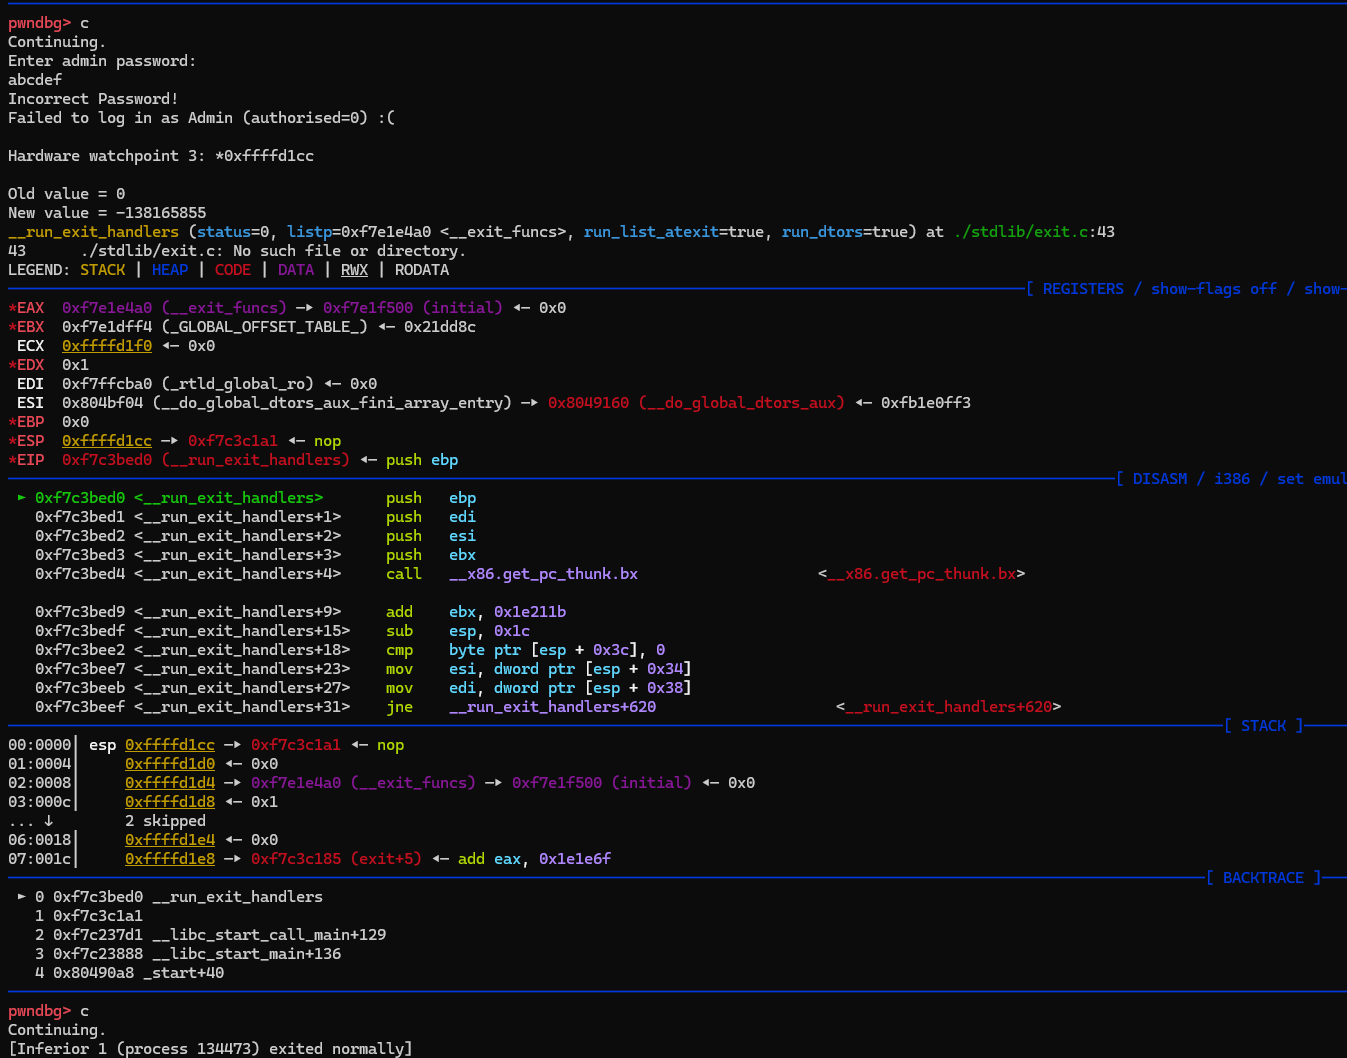 pwndbg> c
Continuing.
Enter admin password:
abcdef
Incorrect Password!
Failed to log in as Admin (authorised=0) :(
Hardware watchpoint 3: *0xffffd1cc
Old value = 0
New value = -138165855
__run_exit_handlers (status=0, listp=0xf7e1e4a0 <__exit_funcs>, run_list_atexit=true, run_dtors=true) at ./stdlib/exit.c:43
43      ./stdlib/exit.c: No such file or directory.
LEGEND: STACK | HEAP | CODE | DATA | RWX | RODATA
[ REGISTERS / show-flags off / show-
*EAX  0xf7e1e4a0 (__exit_funcs) —▸ 0xf7e1f500 (initial) ◂— 0x0
*EBX  0xf7e1dff4 (_GLOBAL_OFFSET_TABLE_) ◂— 0x21dd8c
 ECX  0xffffd1f0 ◂— 0x0
*EDX  0x1
 EDI  0xf7ffcba0 (_rtld_global_ro) ◂— 0x0
 ESI  0x804bf04 (__do_global_dtors_aux_fini_array_entry) —▸ 0x8049160 (__do_global_dtors_aux) ◂— 0xfb1e0ff3
*EBP  0x0
*ESP  0xffffd1cc —▸ 0xf7c3c1a1 ◂— nop
*EIP  0xf7c3bed0 (__run_exit_handlers) ◂— push ebp
[ DISASM / i386 / set emul
 ► 0xf7c3bed0 <__run_exit_handlers>       push   ebp
   0xf7c3bed1 <__run_exit_handlers+1>     push   edi
   0xf7c3bed2 <__run_exit_handlers+2>     push   esi
   0xf7c3bed3 <__run_exit_handlers+3>     push   ebx
   0xf7c3bed4 <__run_exit_handlers+4>     call   __x86.get_pc_thunk.bx                    <__x86.get_pc_thunk.bx>
   0xf7c3bed9 <__run_exit_handlers+9>     add    ebx, 0x1e211b
   0xf7c3bedf <__run_exit_handlers+15>    sub    esp, 0x1c
   0xf7c3bee2 <__run_exit_handlers+18>    cmp    byte ptr [esp + 0x3c], 0
   0xf7c3bee7 <__run_exit_handlers+23>    mov    esi, dword ptr [esp + 0x34]
   0xf7c3beeb <__run_exit_handlers+27>    mov    edi, dword ptr [esp + 0x38]
   0xf7c3beef <__run_exit_handlers+31>    jne    __run_exit_handlers+620                    <__run_exit_handlers+620>
[ STACK ]
00:0000│ esp 0xffffd1cc —▸ 0xf7c3c1a1 ◂— nop
01:0004│     0xffffd1d0 ◂— 0x0
02:0008│     0xffffd1d4 —▸ 0xf7e1e4a0 (__exit_funcs) —▸ 0xf7e1f500 (initial) ◂— 0x0
03:000c│     0xffffd1d8 ◂— 0x1
... ↓        2 skipped
06:0018│     0xffffd1e4 ◂— 0x0
07:001c│     0xffffd1e8 —▸ 0xf7c3c185 (exit+5) ◂— add eax, 0x1e1e6f
[ BACKTRACE ]
 ► 0 0xf7c3bed0 __run_exit_handlers
   1 0xf7c3c1a1
   2 0xf7c237d1 __libc_start_call_main+129
   3 0xf7c23888 __libc_start_main+136
   4 0x80490a8 _start+40
pwndbg> c
Continuing.
[Inferior 1 (process 134473) exited normally]